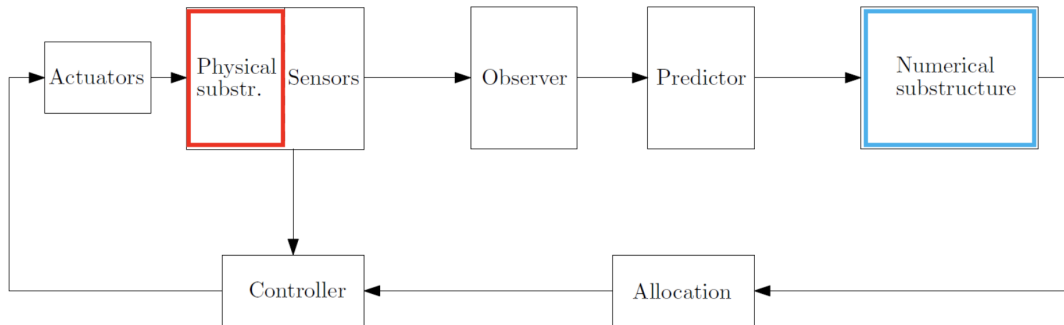 Actuators
Physical
substr.
Sensors
Observer
Predictor
Numerical
substructure
Controller
Allocation